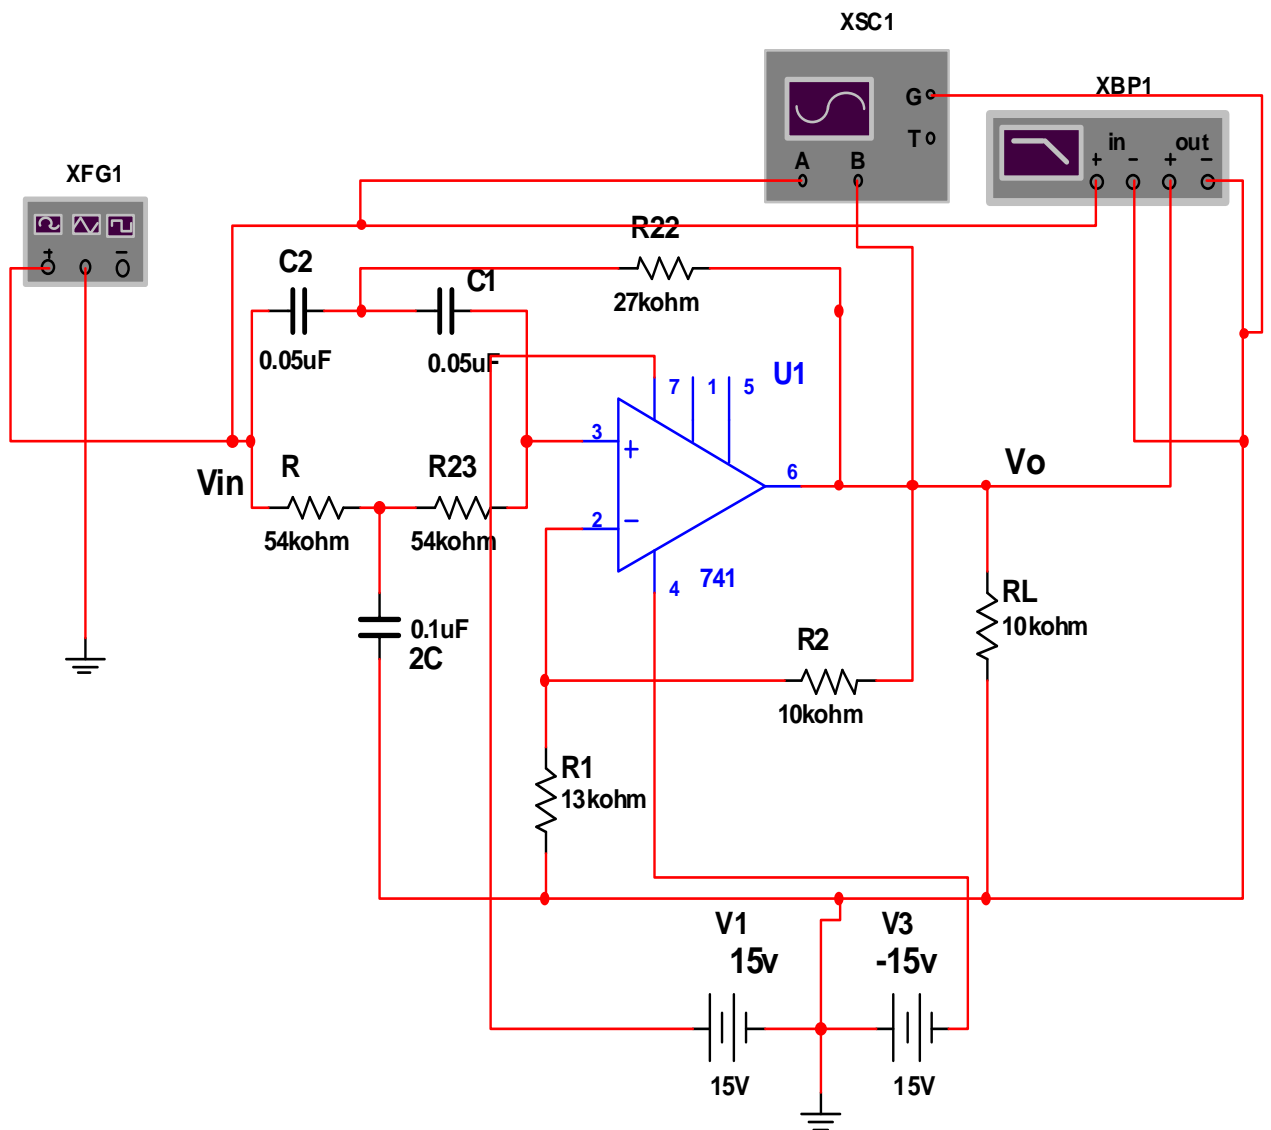 XSC1
XBP1
G
T
A B
in out
+ - + -
XFG1
+ -
R22
27kohm
C2
C1
0.05uF
0.05uF
U1
7 1 5
3
+
6
2
-
4
741
Vin
R
R23
54kohm
54kohm
Vo
0.1uF
2C
RL
10kohm
R2
10kohm
R1
13kohm
V1
15v
V3
-15v
15V
15V